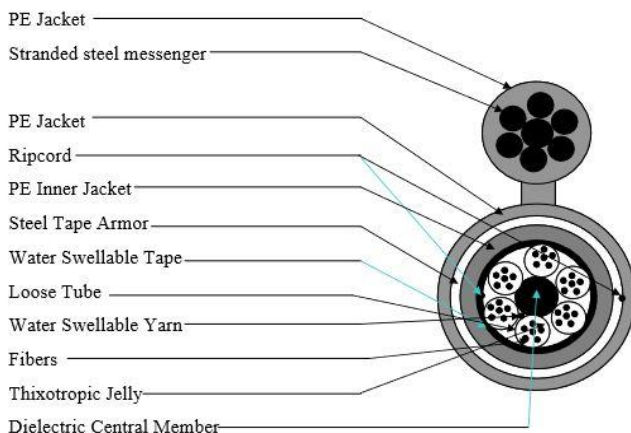 PE Jacket
Stranded steel messenger
PE Jacket
Ripcord
PE Inner Jacket
Steel Tape Armor
Water Swellable Tape
Loose Tube
Water Swellable Yarn
Fibers
Thixotropic Jelly
Dielectric Central Member